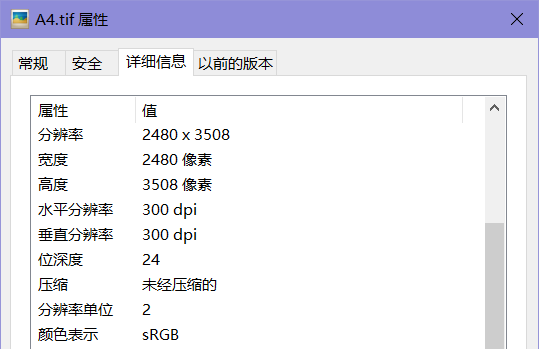 A4.tif 属性
常规 安全 详细信息 以前的版本
属性 值
分辨率 2480 x 3508
宽度 2480 像素
高度 3508 像素
水平分辨率 300 dpi
垂直分辨率 300 dpi
位深度 24
压缩 未经压缩的
分辨率单位 2
颜色表示 sRGB